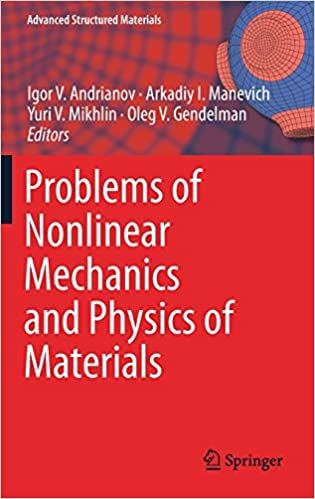 Advanced Structured Materials
Igor V. Andrianov · Arkadiy I. Manevich
Yuri V. Mikhlin · Oleg V. Gendelman
Editors
Problems of
Nonlinear
Mechanics
and Physics of
Materials
Springer